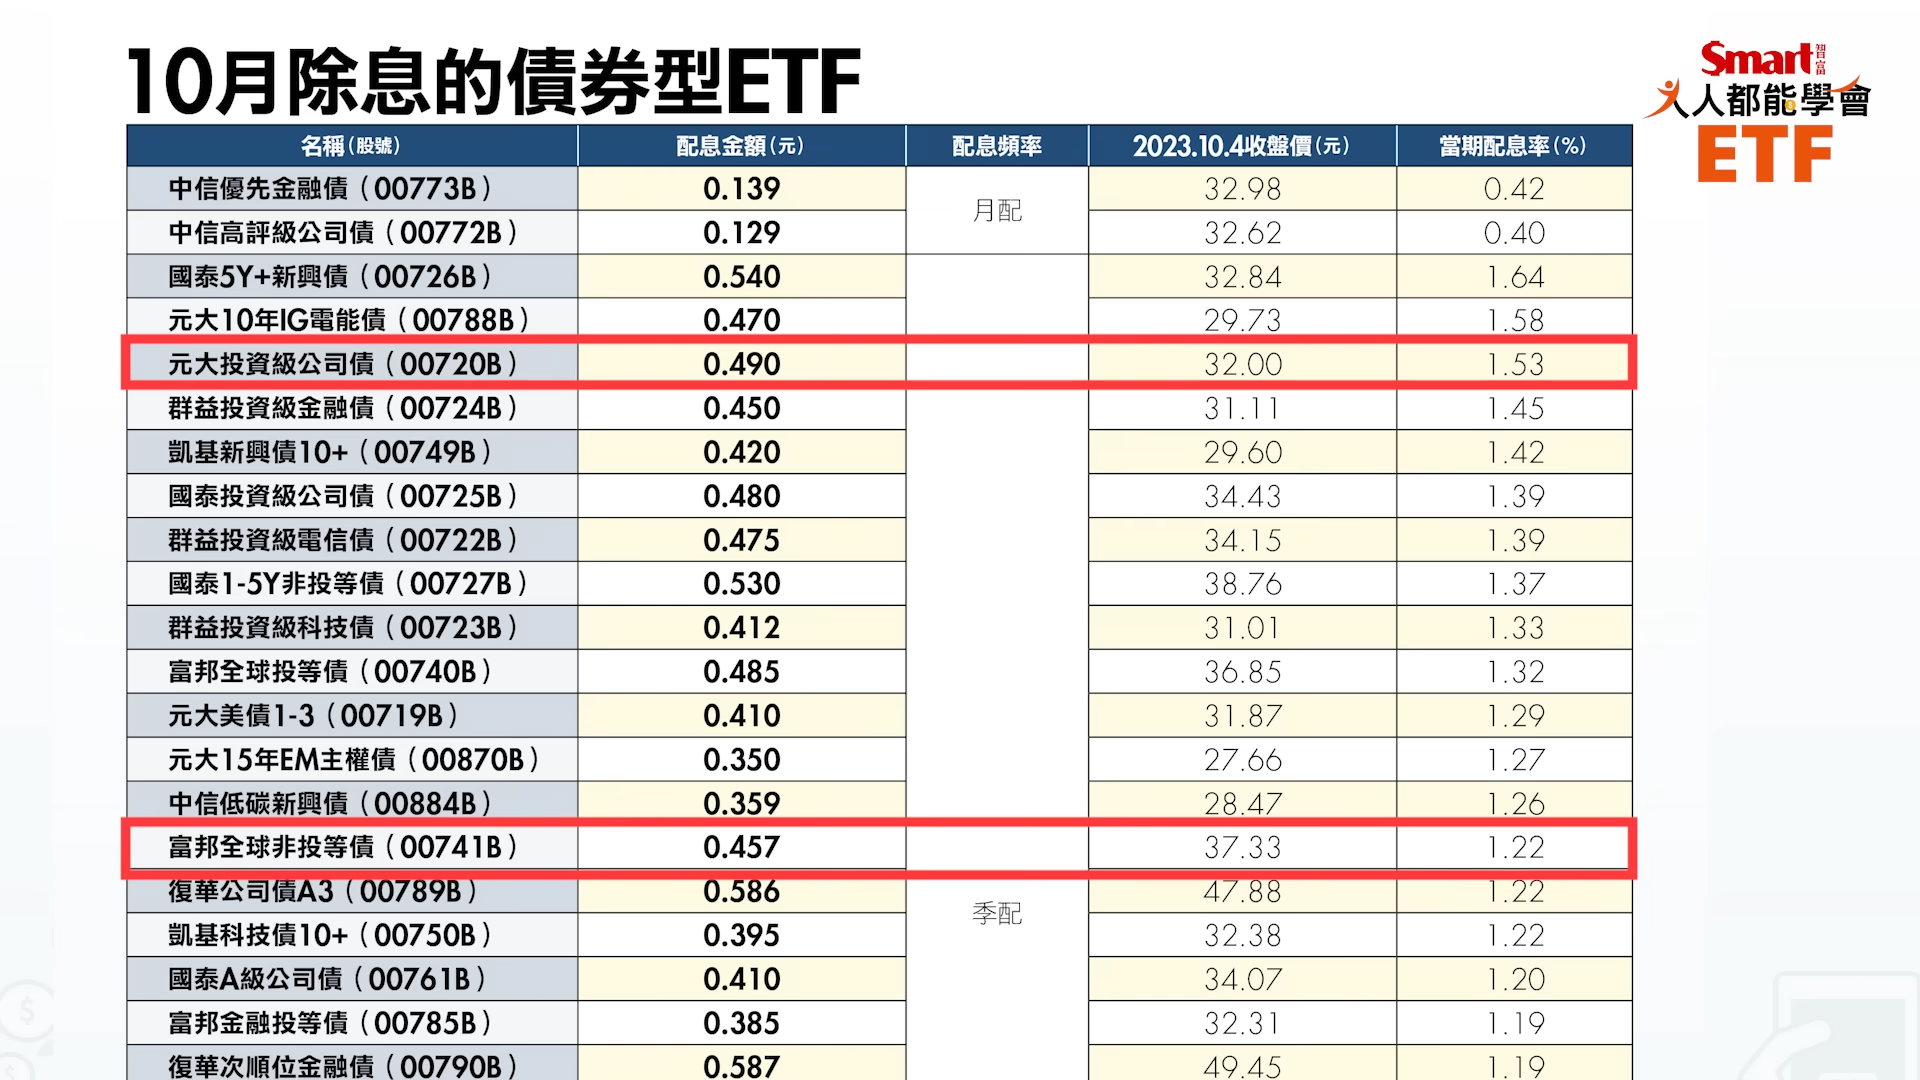 10月除息的債券型ETF
Smart智富
人人都能學會
ETF
名稱(股號) 配息金額(元) 配息頻率 2023.10.4收盤價(元) 當期配息率(%)
中信優先金融債(00773B) 0.139 月配 32.98 0.42
中信高評級公司債(00772B) 0.129 32.62 0.40
國泰5Y+新興債(00726B) 0.540 32.84 1.64
元大10年IG電能債(00788B) 0.470 29.73 1.58
元大投資級公司債(00720B) 0.490 32.00 1.53
群益投資級金融債(00724B) 0.450 31.11 1.45
凱基新興債10+(00749B) 0.420 29.60 1.42
國泰投資級公司債(00725B) 0.480 34.43 1.39
群益投資級電信債(00722B) 0.475 34.15 1.39
國泰1-5Y非投等債(00727B) 0.530 38.76 1.37
群益投資級科技債(00723B) 0.412 31.01 1.33
富邦全球投等債(00740B) 0.485 36.85 1.32
元大美債1-3(00719B) 0.410 31.87 1.29
元大15年EM主權債(00870B) 0.350 27.66 1.27
中信低碳新興債(00884B) 0.359 28.47 1.26
富邦全球非投等債(00741B) 0.457 37.33 1.22
復華公司債A3(00789B) 0.586 季配 47.88 1.22
凱基科技債10+(00750B) 0.395 32.38 1.22
國泰A級公司債(00761B) 0.410 34.07 1.20
富邦金融投等債(00785B) 0.385 32.31 1.19
復華次順位金融債(00790B) 0.587 49.45 1.19